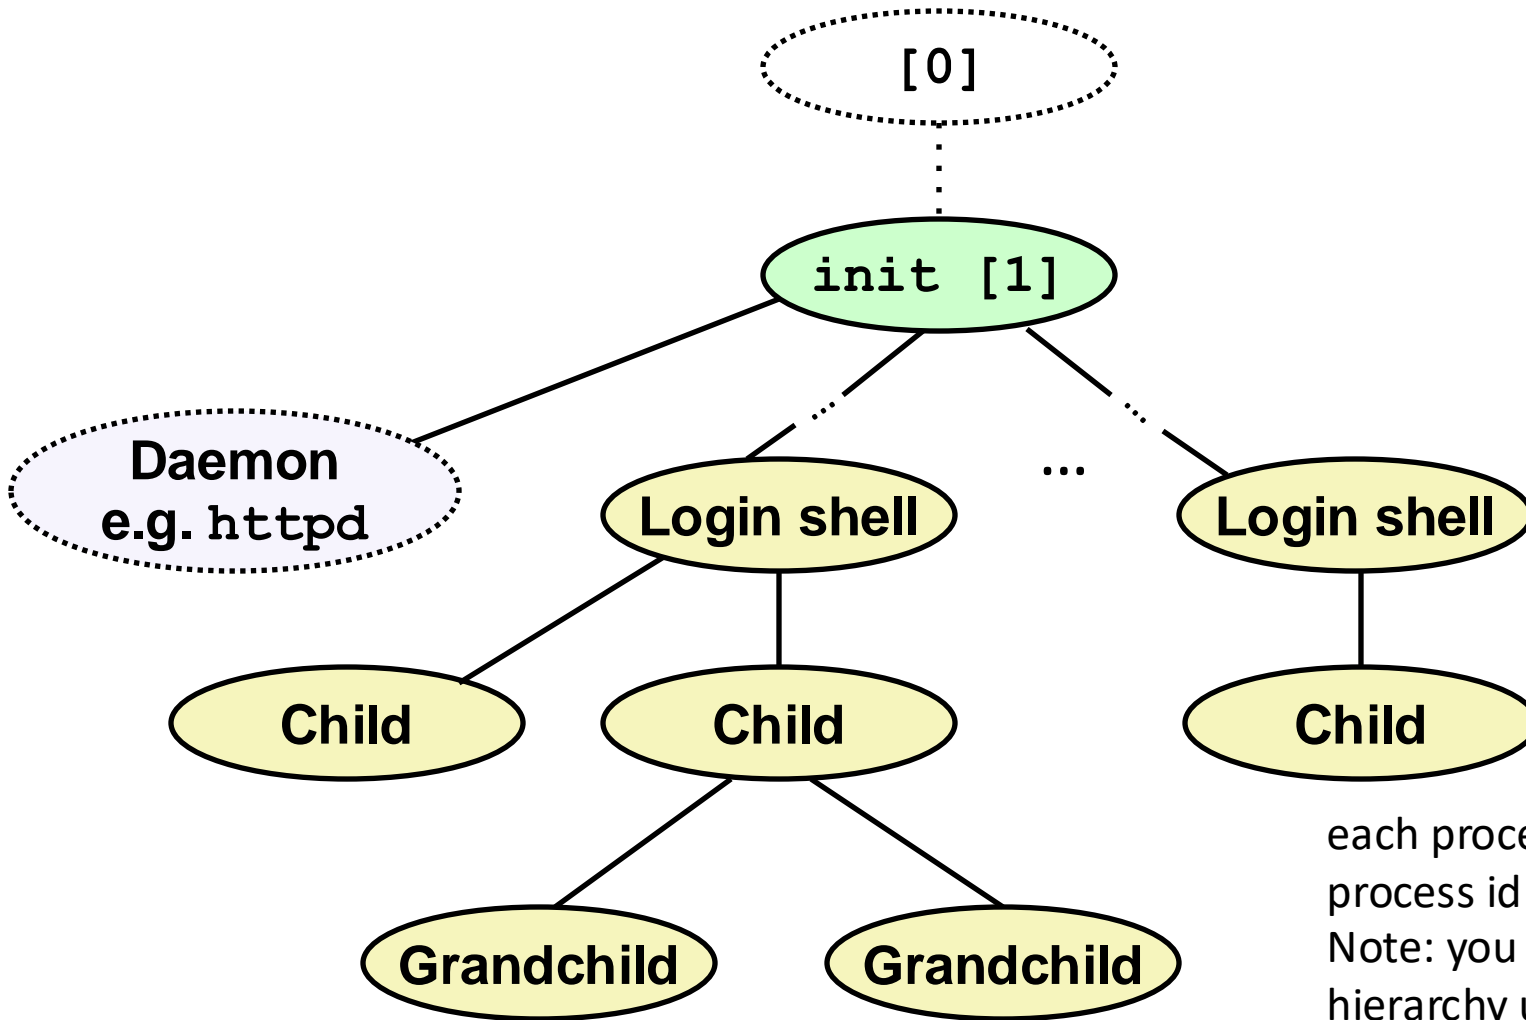 [0]
init [1]
Daemon
e.g. httpd
Login shell
...
Login shell
Child
Child
Child
each
process id
Note: you
Grandchild
Grandchild
hierarchy